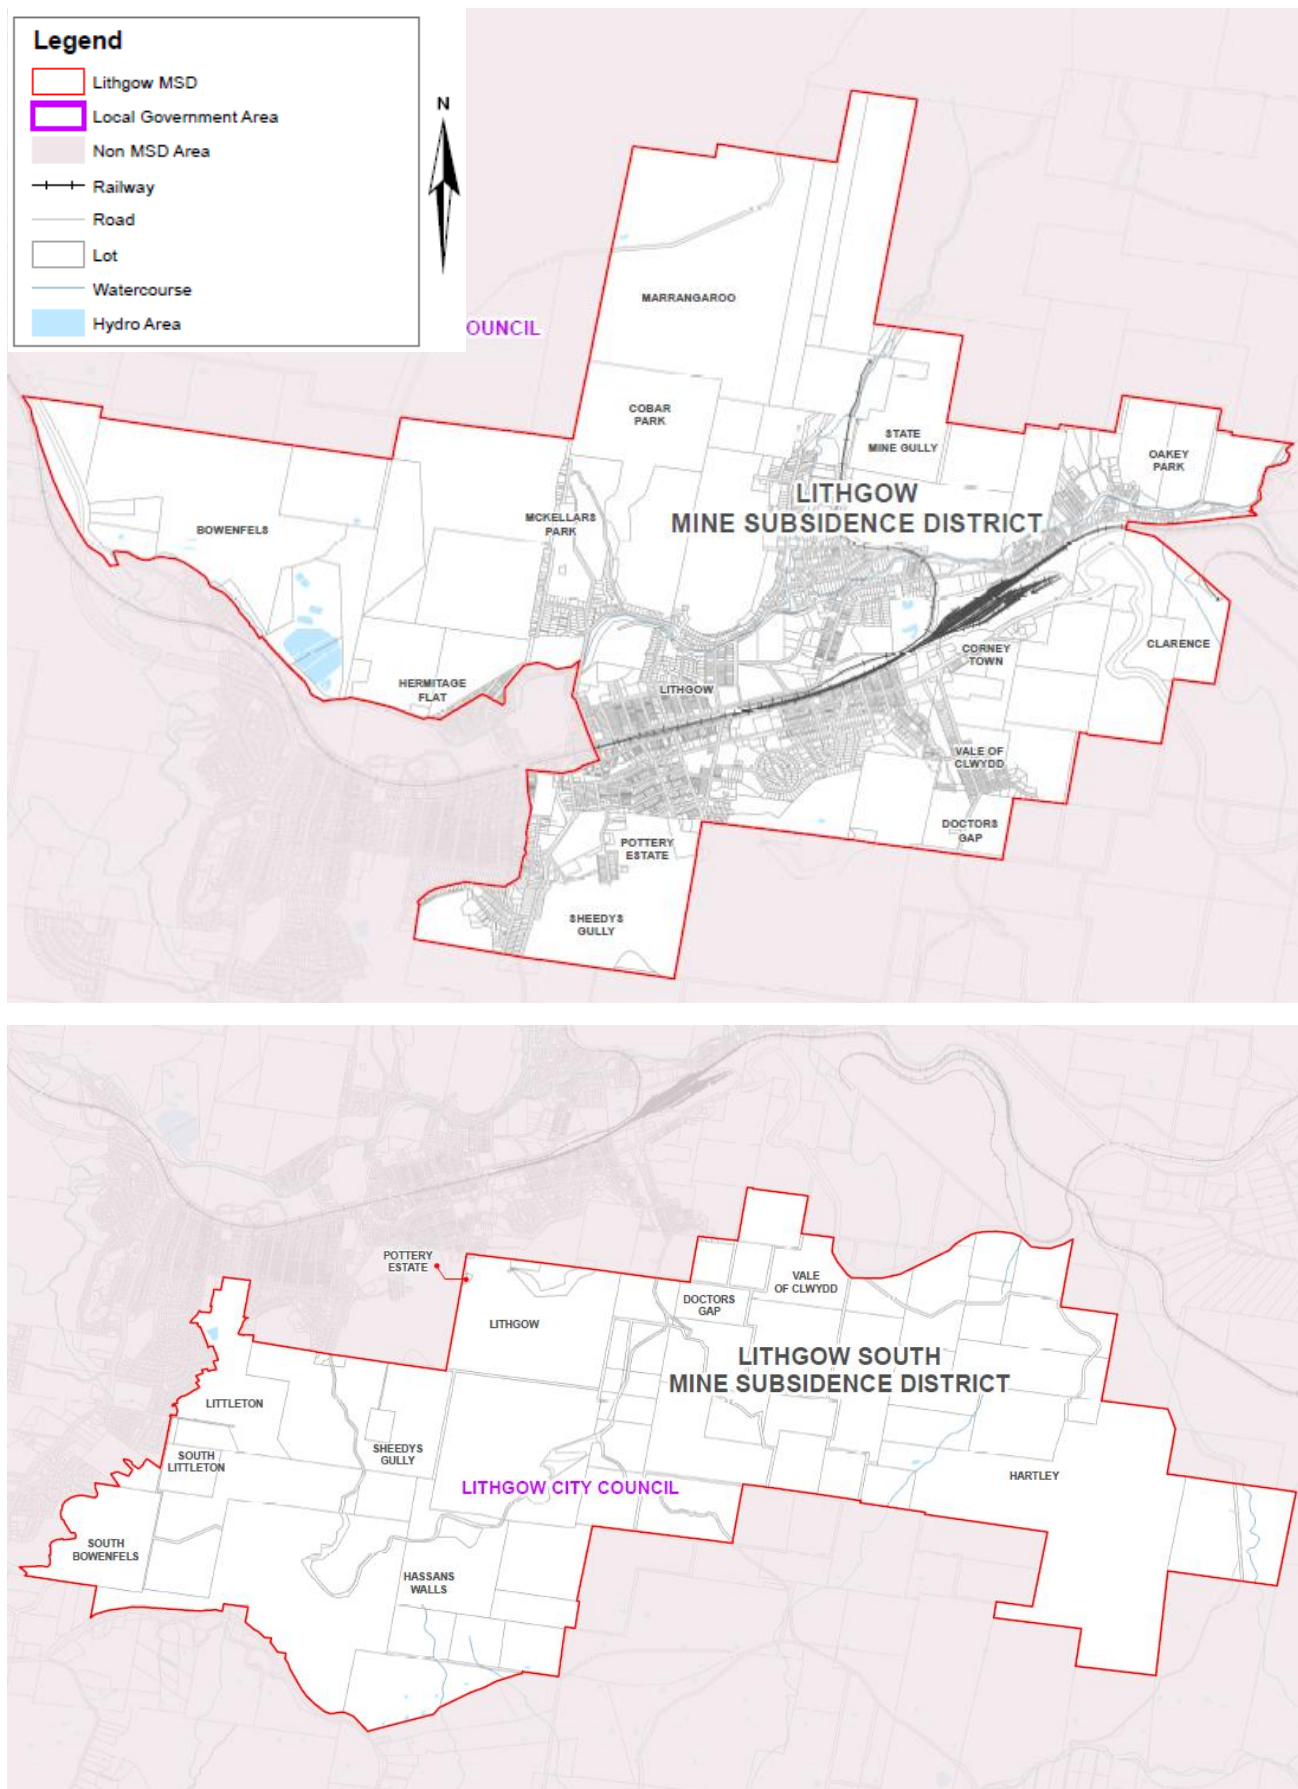 Legend
Lithgow MSD
Local Government Area
Non MSD Area
Railway
Road
Lot
Watercourse
Hydro Area
N
OUNCIL
MARRANGAROO
COBAR
PARK
STATE
MINE GULLY
OAKEY
PARK
LITHGOW
MINE SUBSIDENCE DISTRICT
MCKELLARS
PARK
BOWENFELS
CLARENCE
CORNEY
TOWN
HERMITAGE
FLAT
LITHGOW
VALE OF
CLWYDD
DOCTORS
GAP
POTTERY
ESTATE
SHEEDYS
GULLY
POTTERY
ESTATE
VALE
OF CLWYDD
DOCTORS
GAP
LITHGOW
LITHGOW SOUTH
MINE SUBSIDENCE DISTRICT
LITTLETON
SOUTH
LITTLETON
SHEEDYS
GULLY
HARTLEY
LITHGOW CITY COUNCIL
SOUTH
BOWENFELS
HASSANS
WALLS